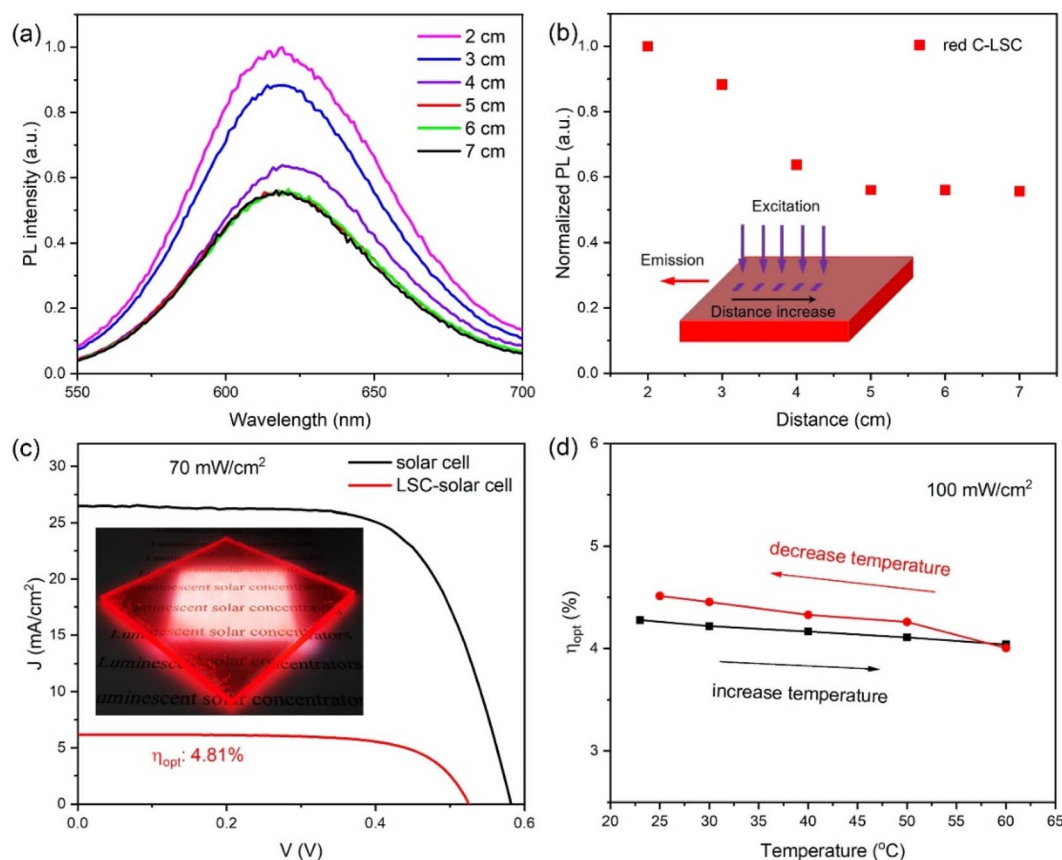 (a)
PL intensity (a.u.)
1.0
0.8
0.6
0.4
0.2
0.0
550
600
650
700
Wavelength (nm)
2 cm
3 cm
4 cm
5 cm
6 cm
7 cm
(b)
Normalized PL (a.u.)
1.0
0.8
0.6
0.4
0.2
0.0
2
3
4
5
6
7
Distance (cm)
red C-LSC
Excitation
Emission
Distance increase
(c)
J (mA/cm²)
30
25
20
15
10
5
0
0.0
0.2
0.4
0.6
V (V)
70 mW/cm²
solar cell
LSC-solar cell
Luminescent solar concentrators
ηopt: 4.81%
(d)
ηopt (%)
6
5
4
3
20
25
30
35
40
45
50
55
60
65
Temperature (°C)
100 mW/cm²
decrease temperature
increase temperature